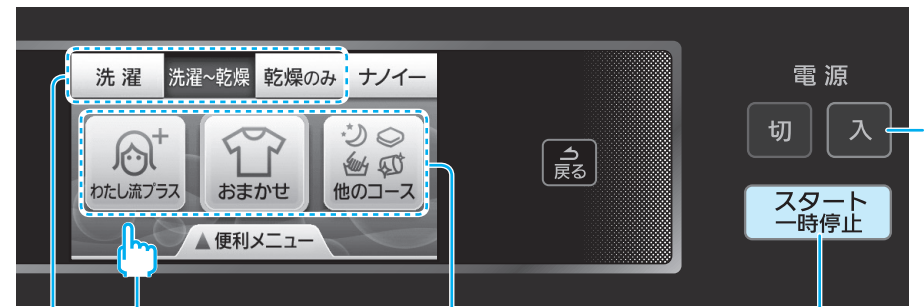 洗濯 洗濯~乾燥 乾燥のみ ナノイー
わたし流プラス おまかせ 他のコース
便利メニュー
戻る
電源
切 入
スタート
一時停止